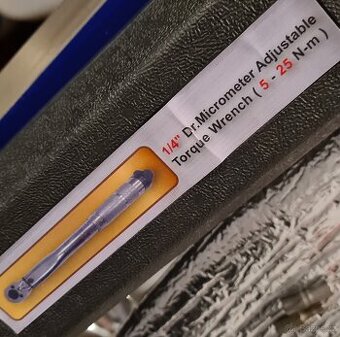 1/4" Dr.Micrometer Adjustable
Torque Wrench ( 5 - 25 N-m )